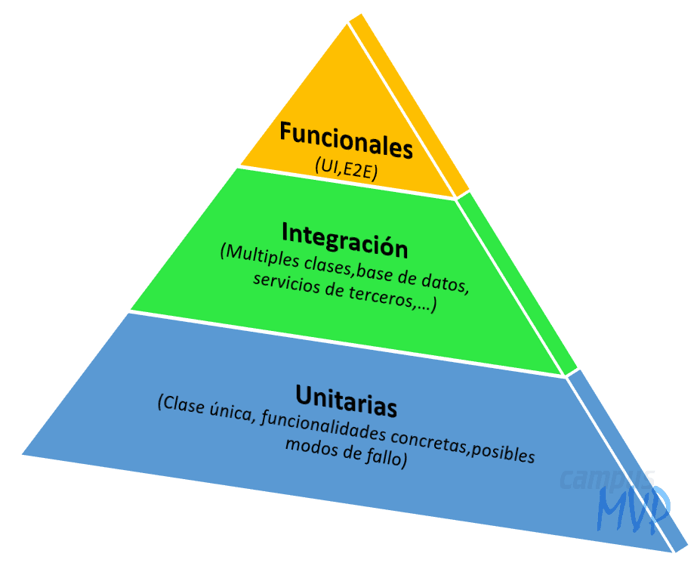 Funcionales
(UI,E2E)
Integración
(Multiples clases,base de datos,
servicios de terceros,...)
Unitarias
(Clase única, funcionalidades concretas,posibles
modos de fallo)
campus
MVP